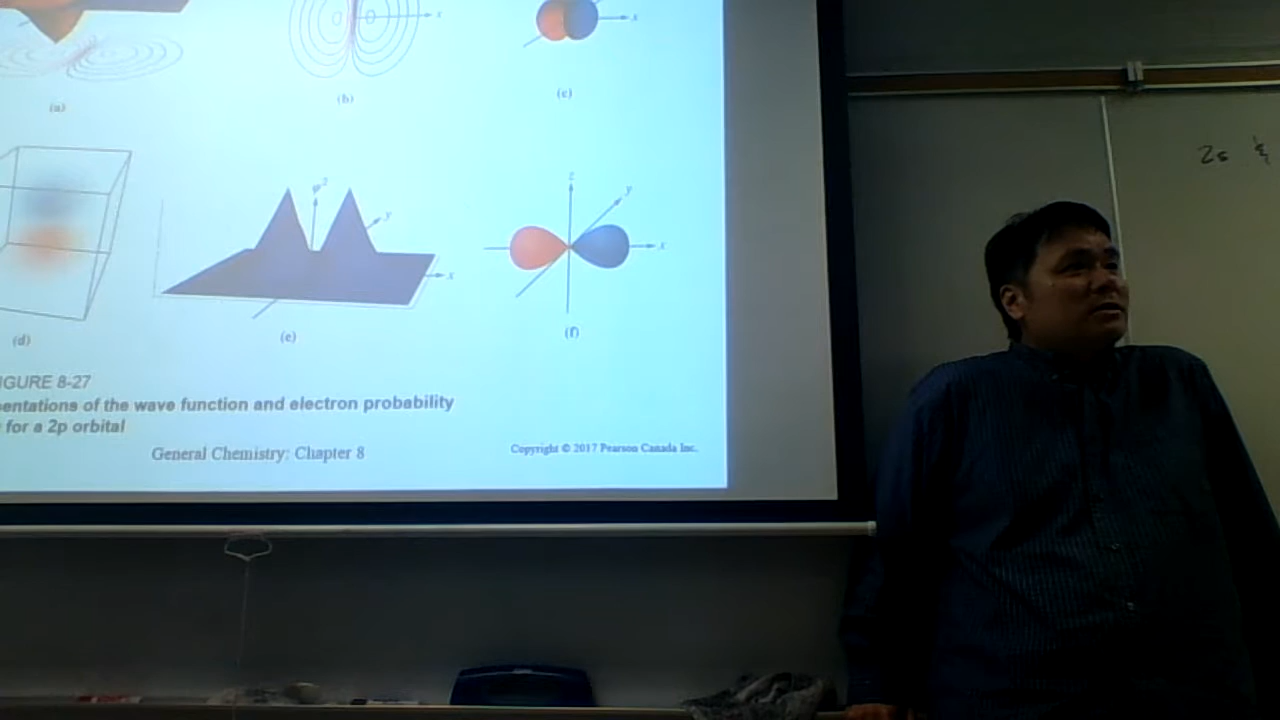 x
x
(a)
(b)
(c)
ψ²
y
x
z
y
x
(d)
(e)
(f)
IGURE 8-27
sentations of the wave function and electron probability
for a 2p orbital
General Chemistry: Chapter 8
Copyright © 2017 Pearson Canada Inc.
2s